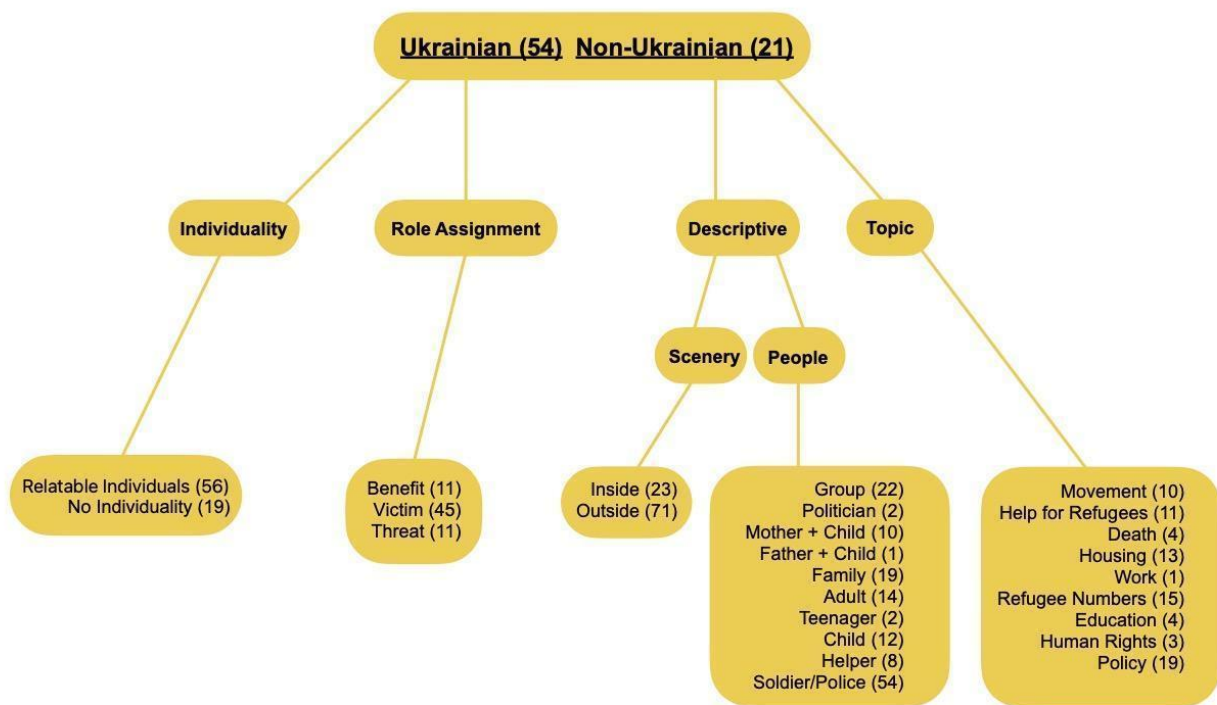 Ukrainian (54) Non-Ukrainian (21)
Individuality
Role Assignment
Descriptive
Topic
Scenery
People
Relatable Individuals (56)
No Individuality (19)
Benefit (11)
Victim (45)
Threat (11)
Inside (23)
Outside (71)
Group (22)
Politician (2)
Mother + Child (10)
Father + Child (1)
Family (19)
Adult (14)
Teenager (2)
Child (12)
Helper (8)
Soldier/Police (54)
Movement (10)
Help for Refugees (11)
Death (4)
Housing (13)
Work (1)
Refugee Numbers (15)
Education (4)
Human Rights (3)
Policy (19)